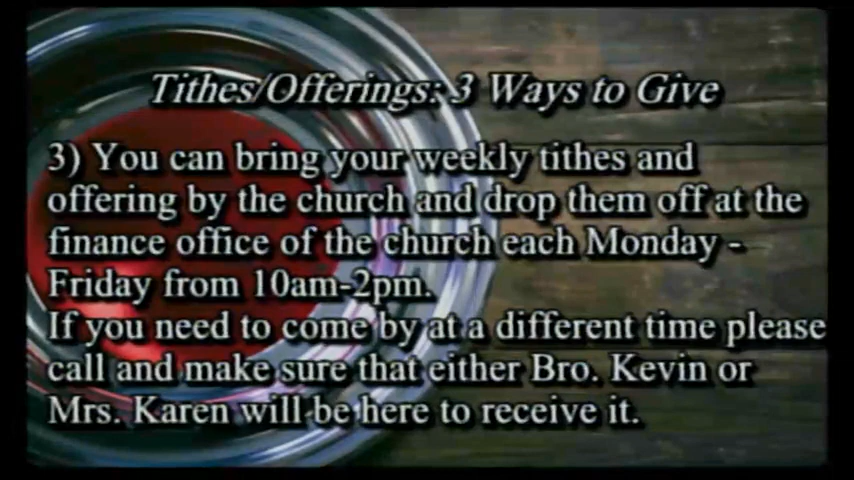 Tithes/Offerings: 3 Ways to Give
3) You can bring your weekly tithes and
offering by the church and drop them off at the
finance office of the church each Monday -
Friday from 10am-2pm.
If you need to come by at a different time please
call and make sure that either Bro. Kevin or
Mrs. Karen will be here to receive it.